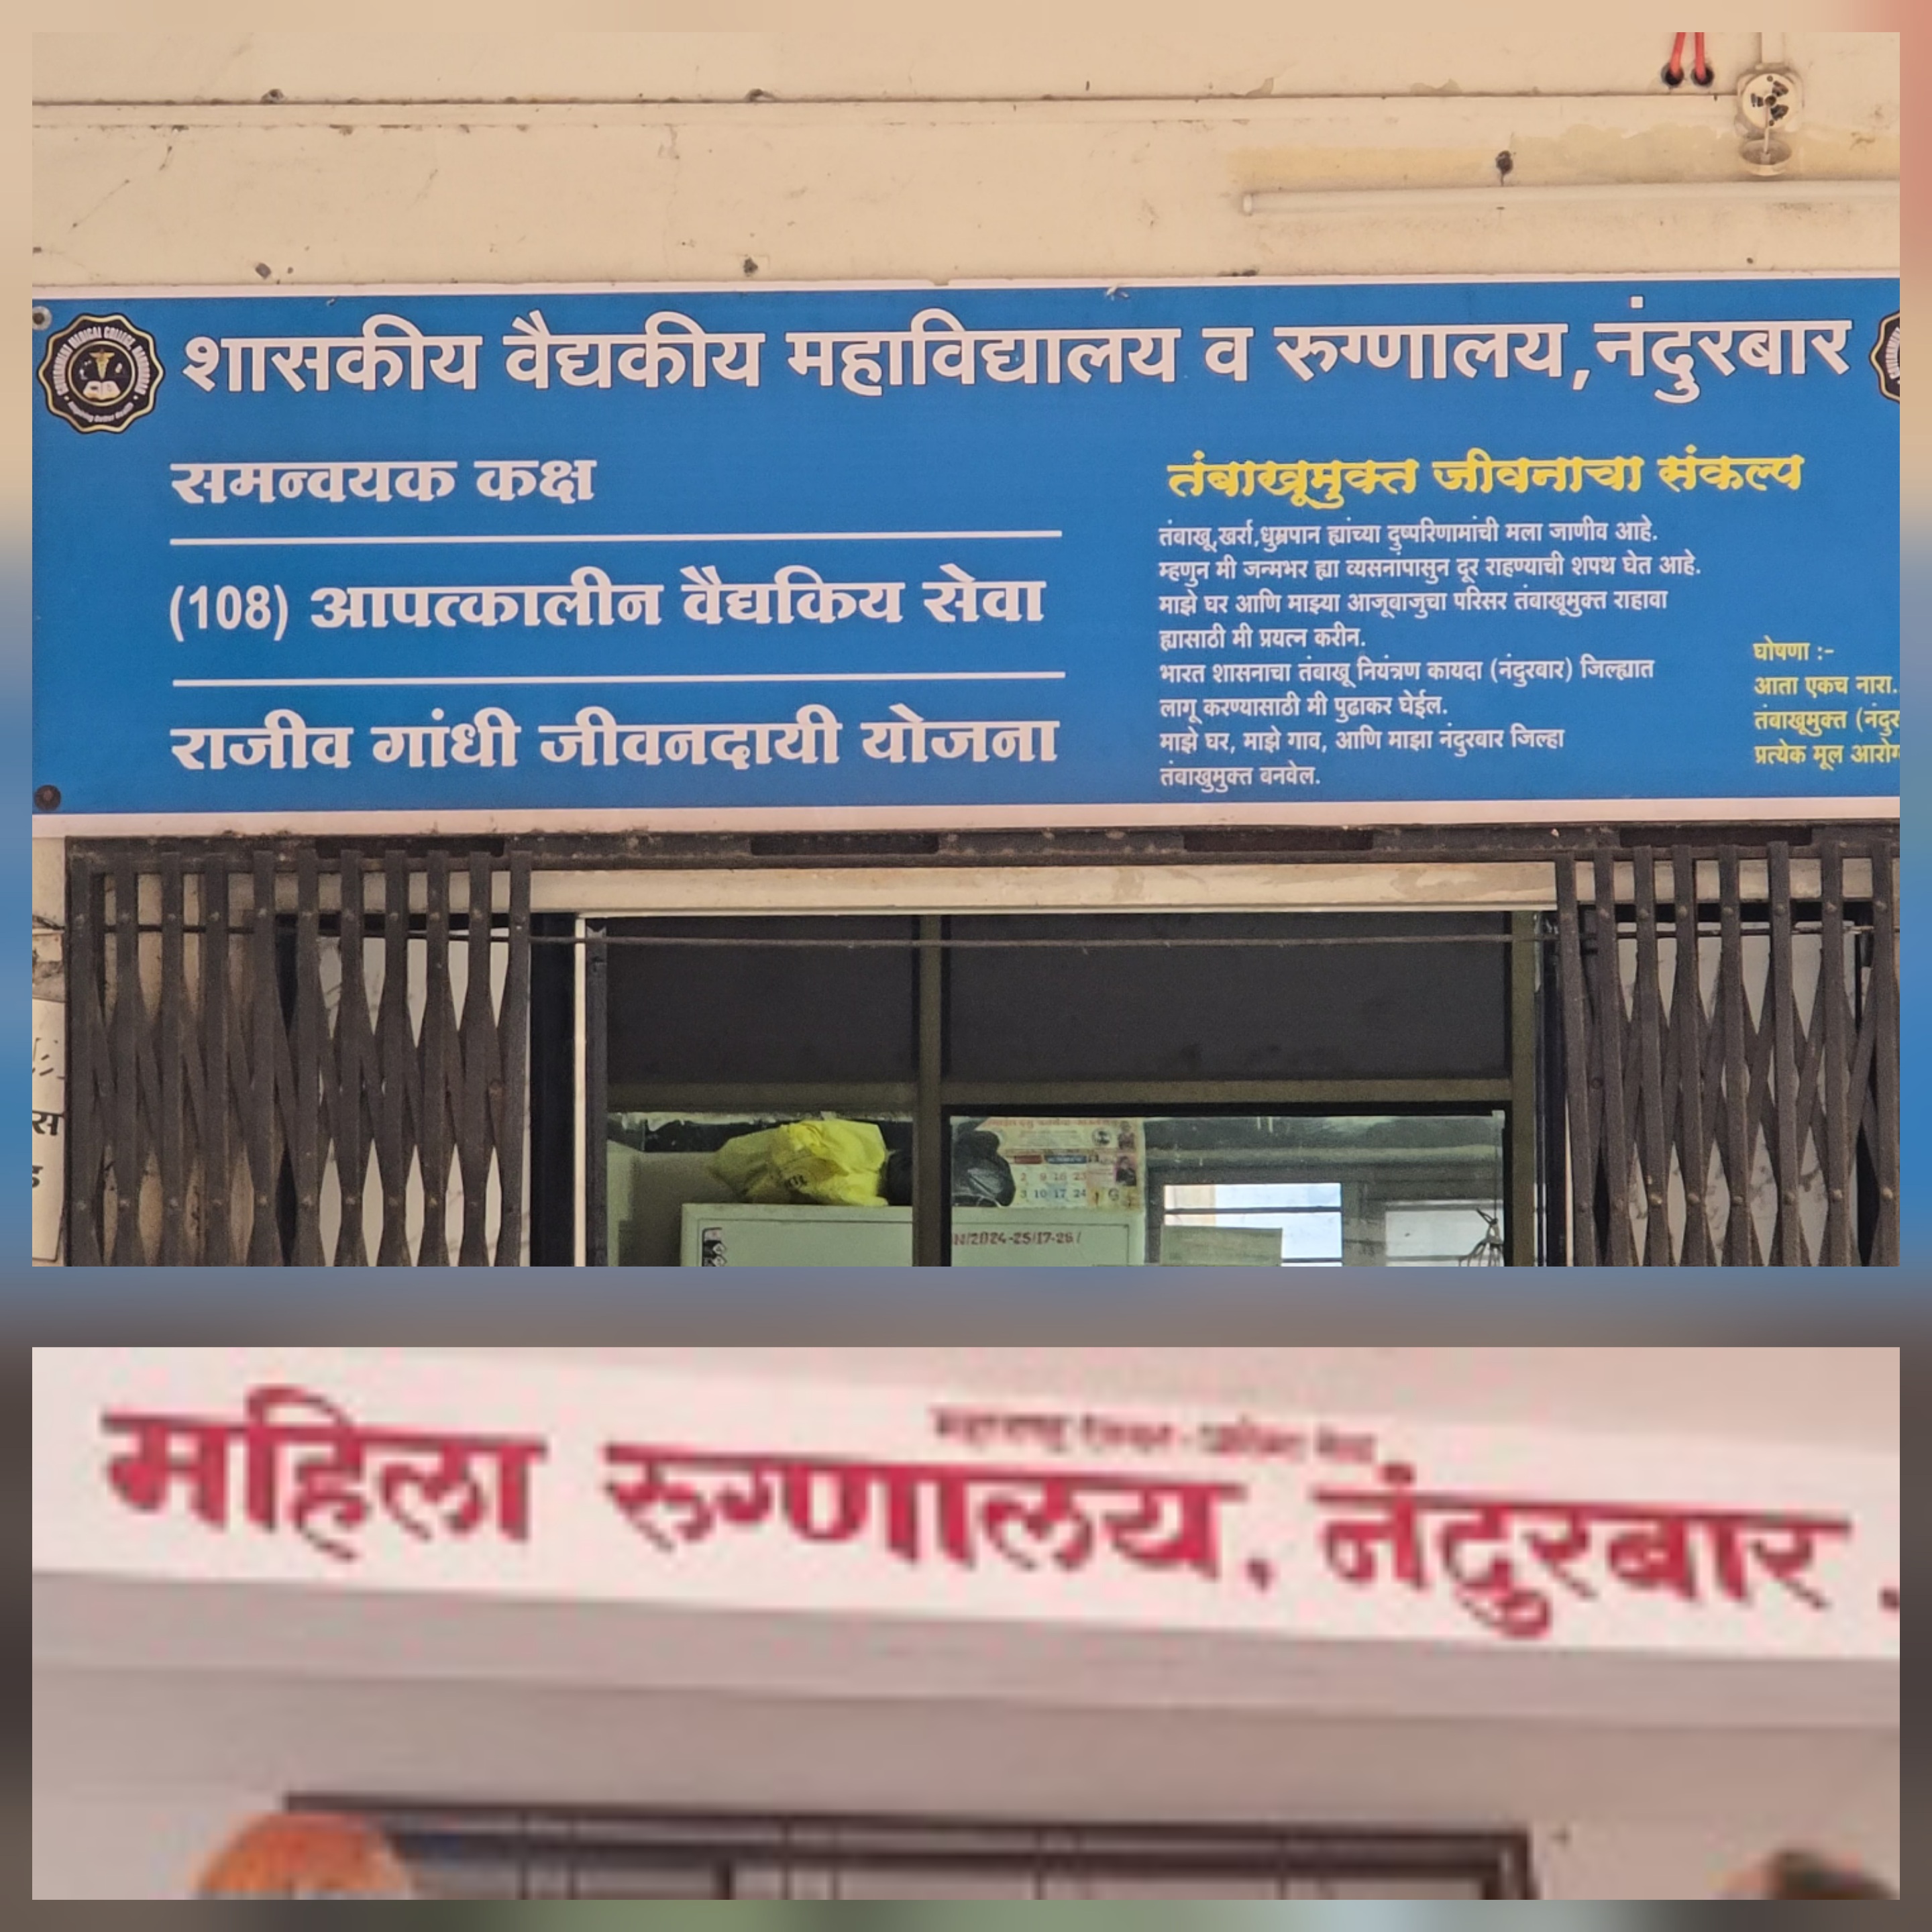 शासकीय वैद्यकीय महाविद्यालय व रुग्णालय,नंदुरबार
समन्वयक कक्ष
(108) आपत्कालीन वैद्यकिय सेवा
राजीव गांधी जीवनदायी योजना
तंबाखूमुक्त जीवनाचा संकल्प
तंबाखू,खर्रा,धुम्रपान ह्यांच्या दुष्परिणामांची मला जाणीव आहे.
म्हणुन मी जन्मभर ह्या व्यसनांपासुन दूर राहण्याची शपथ घेत आहे.
माझे घर आणि माझ्या आजूबाजुचा परिसर तंबाखूमुक्त राहावा
ह्यासाठी मी प्रयत्न करीन.
भारत शासनाचा तंबाखू नियंत्रण कायदा (नंदुरबार) जिल्ह्यात
लागू करण्यासाठी मी पुढाकर घेईल.
माझे घर, माझे गाव, आणि माझा नंदुरबार जिल्हा
तंबाखुमुक्त बनवेल.
घोषणा :-
आता एकच नारा.
तंबाखूमुक्त
प्रत्येक मूल
महिला रुग्णालय, नंदुरबार .